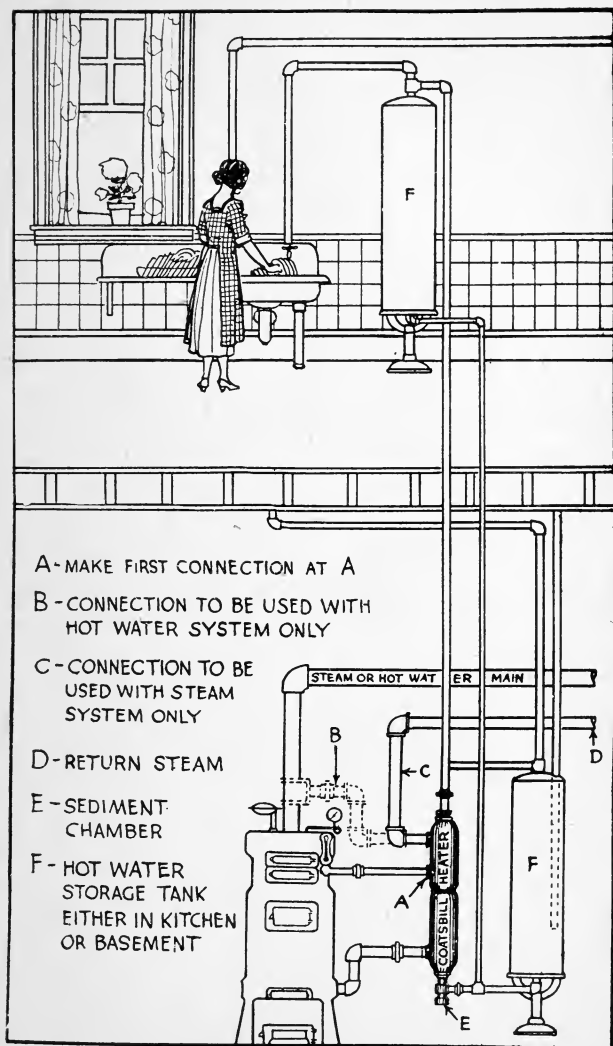 F
A-MAKE FIRST CONNECTION AT A
B-CONNECTION TO BE USED WITH
HOT WATER SYSTEM ONLY
C-CONNECTION TO BE
USED WITH STEAM
SYSTEM ONLY
D-RETURN STEAM
E-SEDIMENT
CHAMBER
F-HOT WATER
STORAGE TANK
EITHER IN KITCHEN
OR BASEMENT
STEAM OR HOT WATER MAIN
B
C
D
A
COATSBILL HEATER
F
E